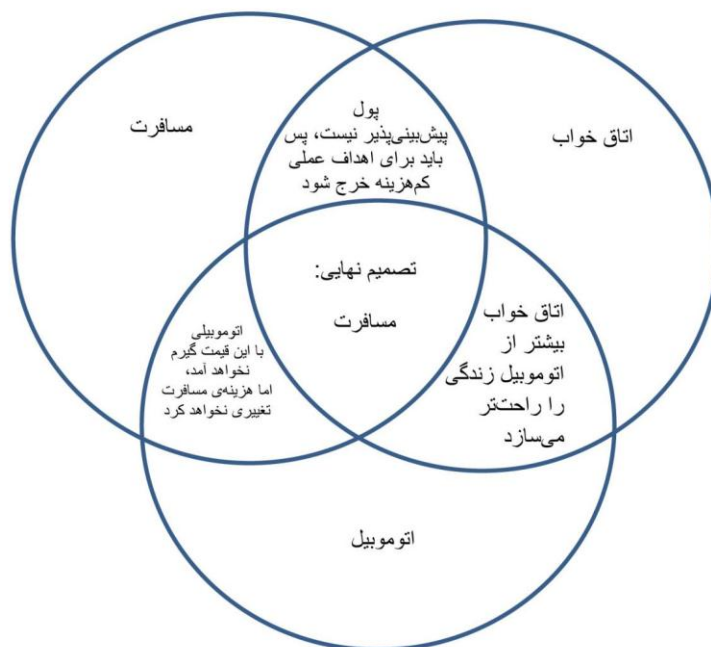 مسافرت
اتاق خواب
پول
پیش‌بینی‌پذیر نیست، پس
باید برای اهداف عملی
کم‌هزینه خرج شود
تصمیم نهایی:
مسافرت
اتوموبیلی
با این قیمت گیرم
نخواهد آمد،
اما هزینه‌ی مسافرت
تغییری نخواهد کرد
اتاق خواب
بیشتر از
اتوموبیل زندگی
را راحت‌تر
می‌سازد
اتوموبیل